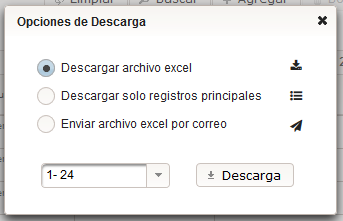 Limpiar Buscar Agregar
Opciones de Descarga
Descargar archivo excel
Descargar solo registros principales
Enviar archivo excel por correo
1- 24
Descarga